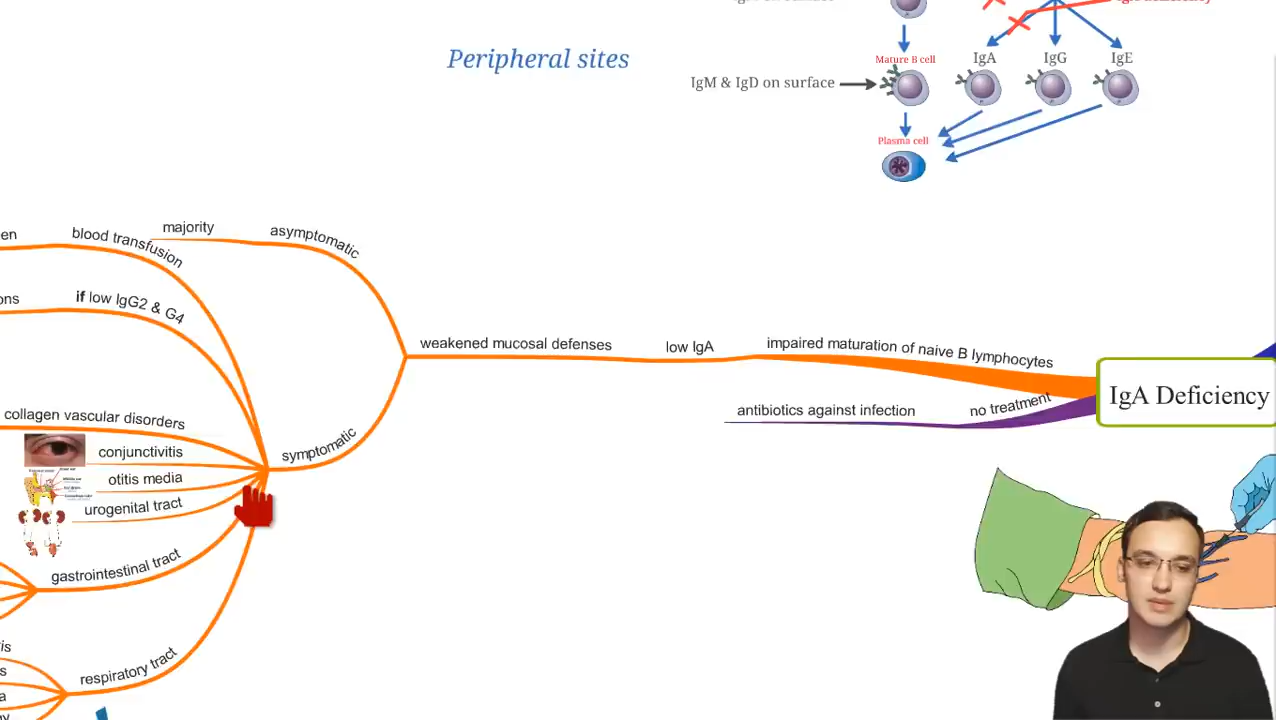 Peripheral sites
Mature B cell
IgA
IgG
IgE
IgM & IgD on surface
Plasma cell
majority
asymptomatic
blood transfusion
if low IgG2 & G4
weakened mucosal defenses
low IgA
impaired maturation of naive B lymphocytes
IgA Deficiency
antibiotics against infection
no treatment
collagen vascular disorders
symptomatic
conjunctivitis
otitis media
urogenital tract
gastrointestinal tract
respiratory tract